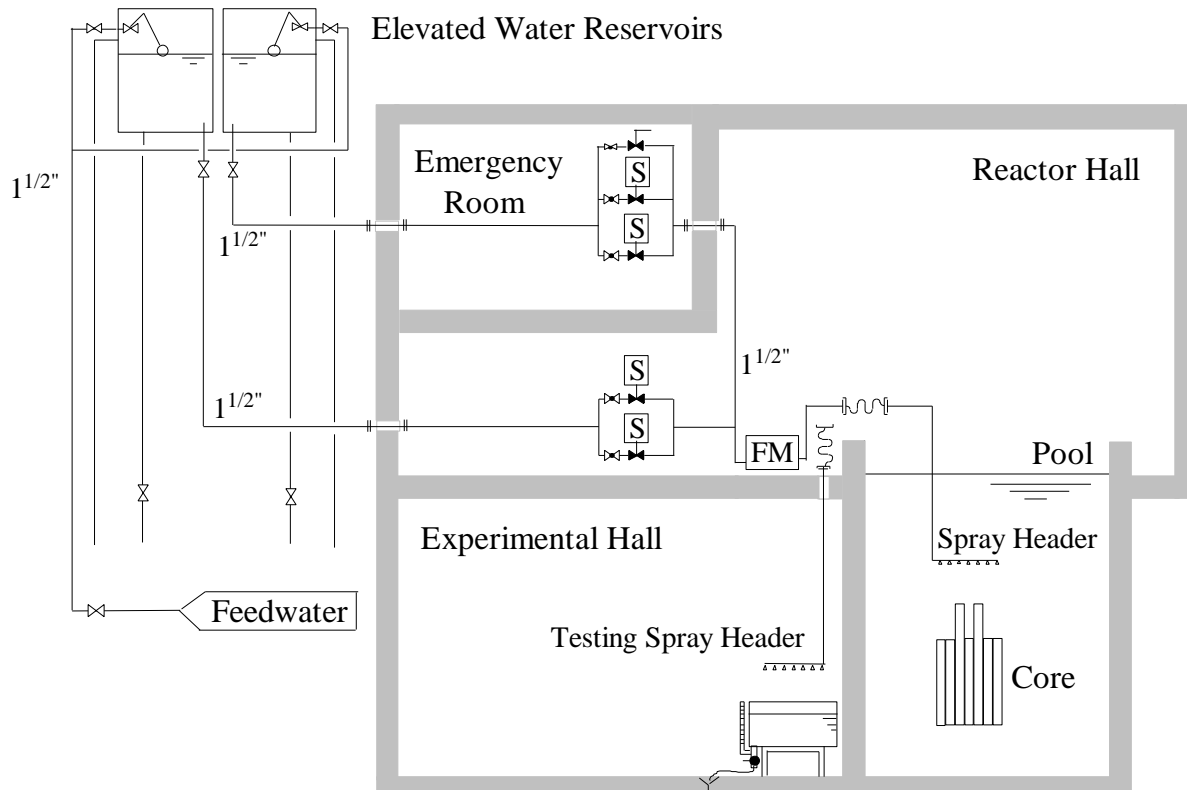 Elevated Water Reservoirs
Emergency
Room
Reactor Hall
S
S
1 1/2"
1 1/2"
1 1/2"
1 1/2"
S
S
FM
Pool
Experimental Hall
Spray Header
Feedwater
Testing Spray Header
Core